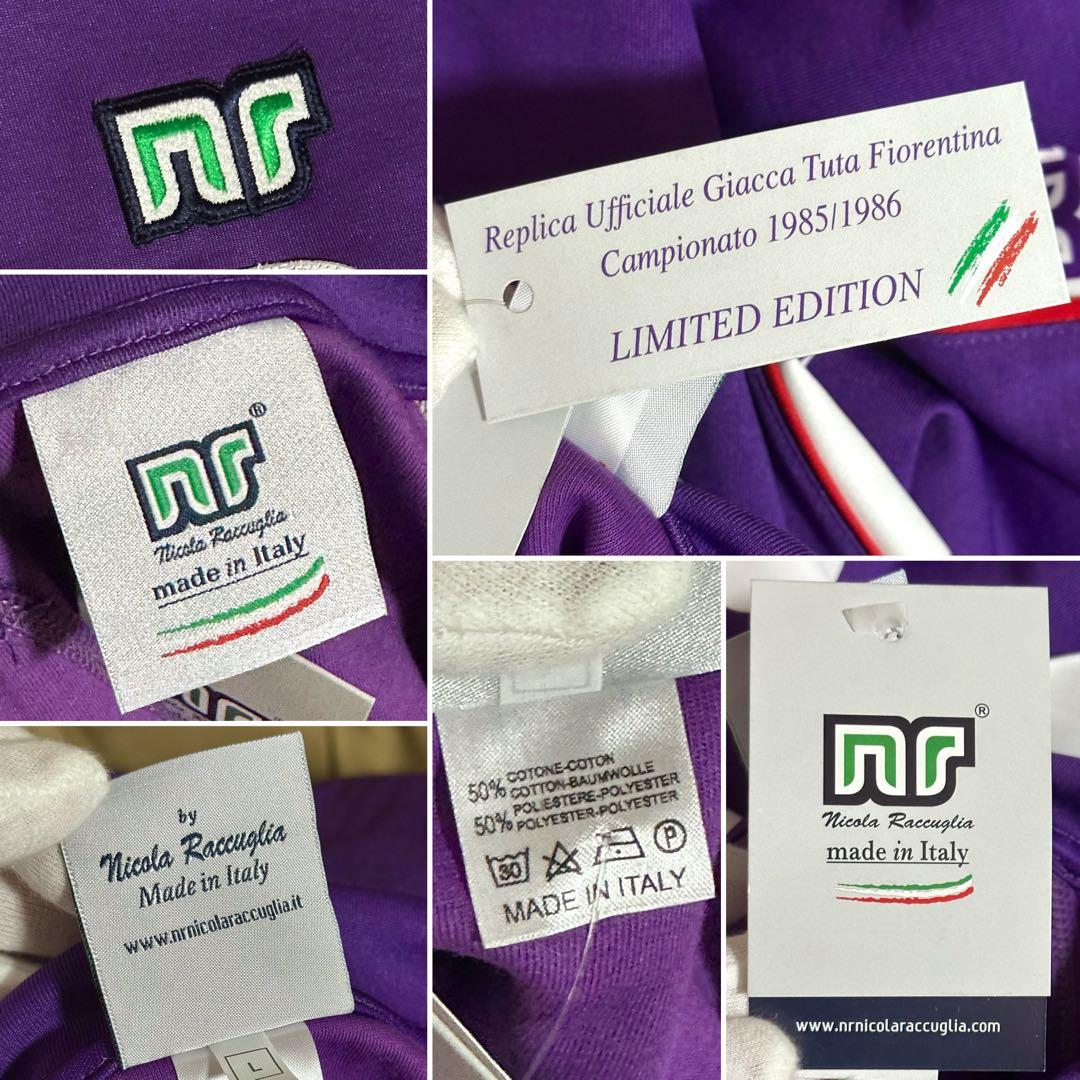 nr
Replica Ufficiale Giacca Tuta Fiorentina
Campionato 1985/1986
LIMITED EDITION
nr®
Nicola Raccuglia
made in Italy
by
Nicola Raccuglia
Made in Italy
www.nrnicolaraccuglia.it
L
50% COTONE-COTON
COTTON-BAUMWOLLE
50% POLIESTERE-POLYESTER
POLYESTER-POLYESTER
30 P
MADE IN ITALY
nr®
Nicola Raccuglia
made in Italy
www.nrnicolaraccuglia.com